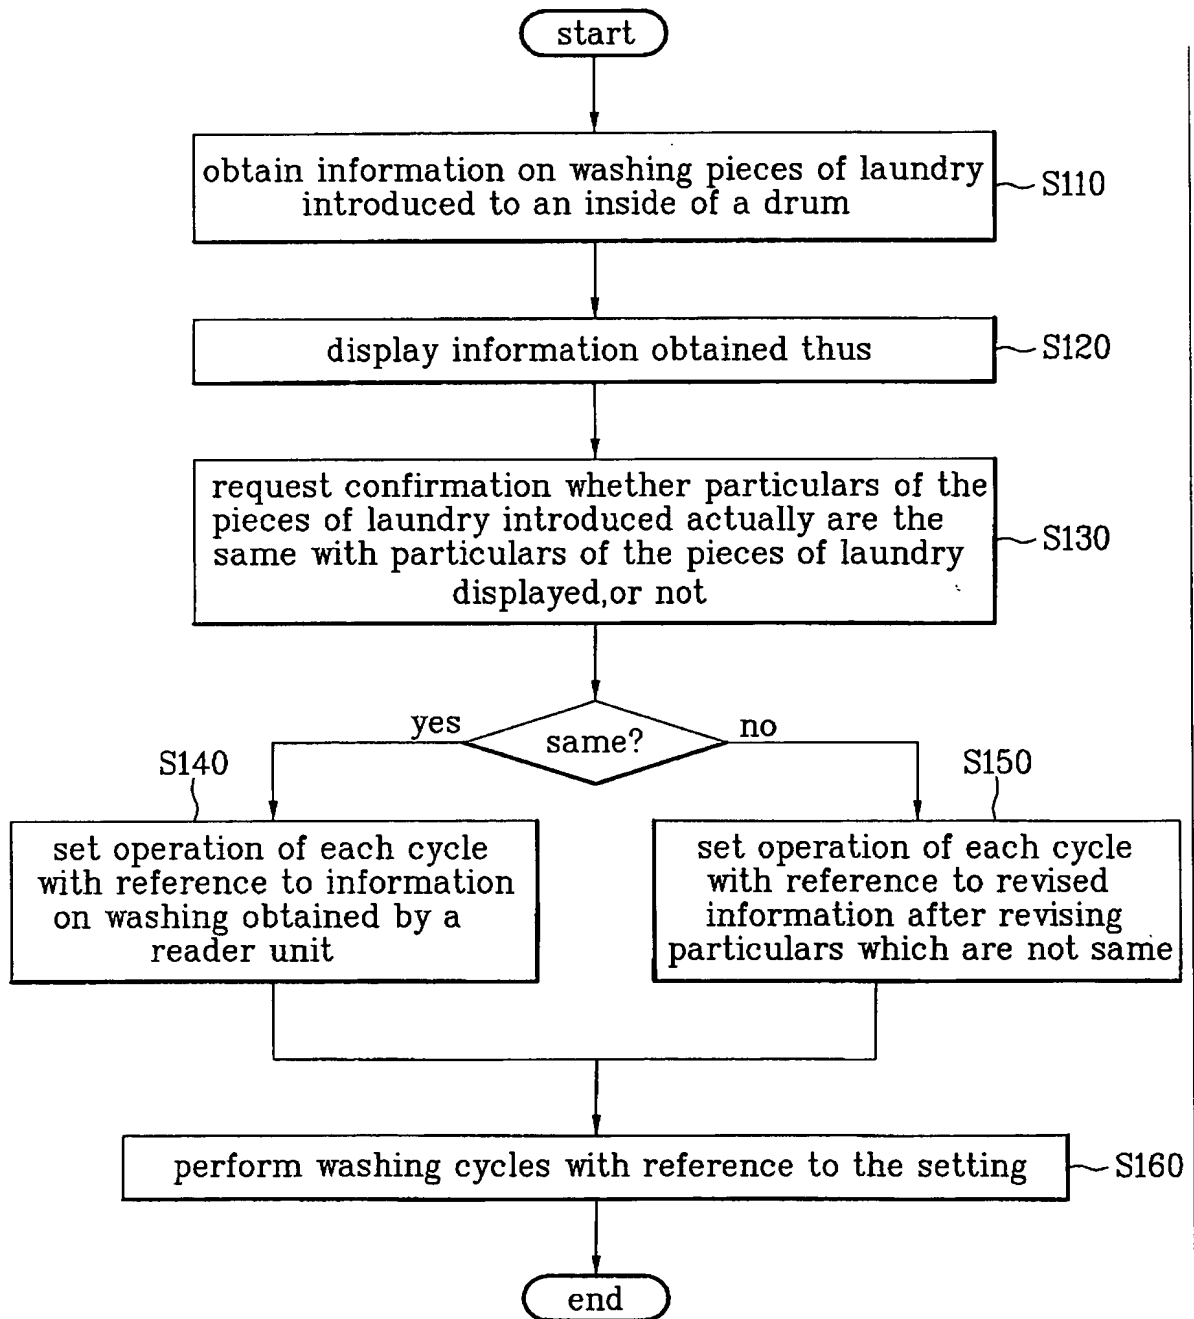 start
obtain information on washing pieces of laundry
introduced to an inside of a drum
S110
display information obtained thus
S120
request confirmation whether particulars of the
pieces of laundry introduced actually are the
same with particulars of the pieces of laundry
displayed,or not
S130
yes
same?
no
S140
set operation of each cycle
with reference to information
on washing obtained by a
reader unit
S150
set operation of each cycle
with reference to revised
information after revising
particulars which are not same
perform washing cycles with reference to the setting
S160
end